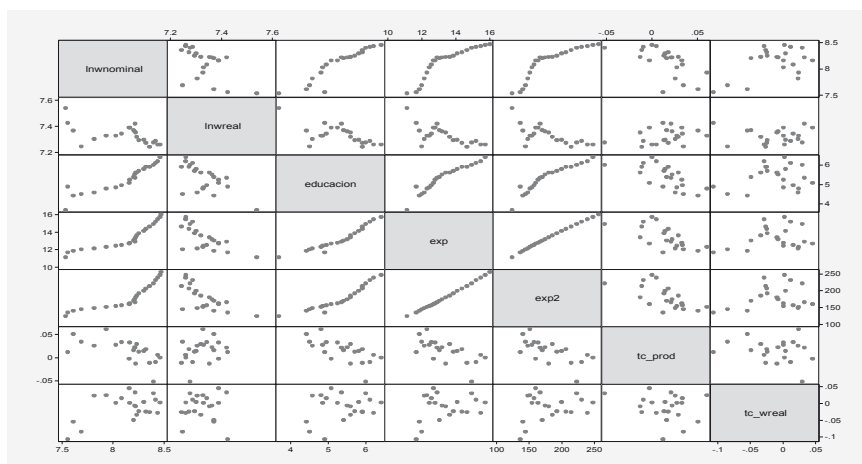 7.2 7.4 7.6 10 12 14 16 -.05 0 .05
lnwnominal 8.5 8 7.5
7.6 7.4 7.2 lnwreal
educacion 6 5 4
16 14 12 10 exp
exp2 250 200 150 100
.05 0 -.05 tc_prod
tc_wreal .05 0 -.05 -.1
7.5 8 8.5 4 5 6 100 150 200 250 -.1 -.05 0 .05